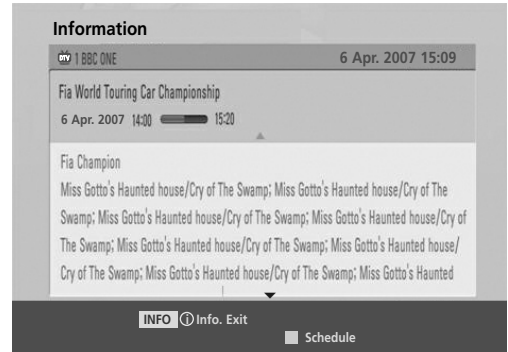 Information
DTV 1 BBC ONE 6 Apr. 2007 15:09
Fia World Touring Car Championship
6 Apr. 2007 14:00 15:20
Fia Champion
Miss Gotto's Haunted house/Cry of The Swamp; Miss Gotto's Haunted house/Cry of The
Swamp; Miss Gotto's Haunted house/Cry of The Swamp; Miss Gotto's Haunted house/Cry of
The Swamp; Miss Gotto's Haunted house/Cry of The Swamp; Miss Gotto's Haunted house/
Cry of The Swamp; Miss Gotto's Haunted house/Cry of The Swamp; Miss Gotto's Haunted
INFO ⓘ Info. Exit
Schedule